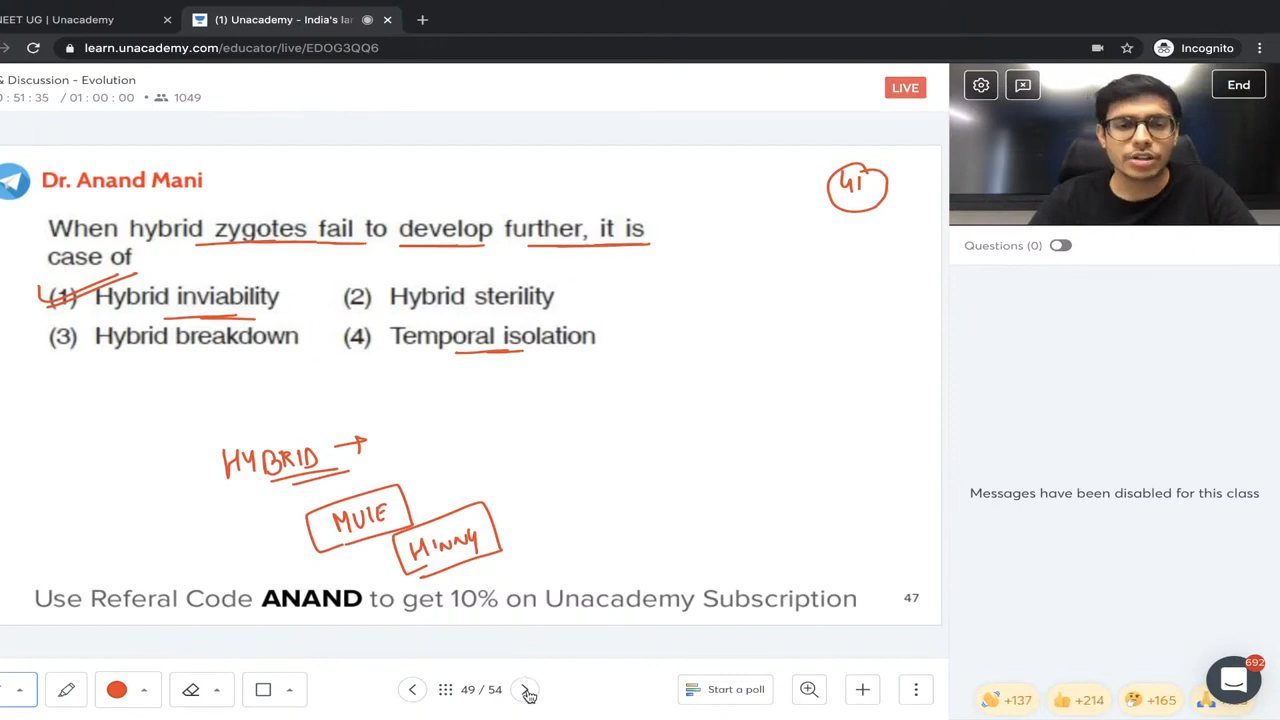 NEET UG | Unacademy
(1) Unacademy - India's lar
learn.unacademy.com/educator/live/EDOG3QQ6
Incognito
& Discussion - Evolution
0 : 51 : 35 / 01 : 00 : 00 • 1049
LIVE
End
Dr. Anand Mani
When hybrid zygotes fail to develop further, it is
case of
(1) Hybrid inviability (2) Hybrid sterility
(3) Hybrid breakdown (4) Temporal isolation
HYBRID →
MULE
HINNY
Use Referal Code ANAND to get 10% on Unacademy Subscription
47
Questions (0)
Messages have been disabled for this class
49 / 54
Start a poll
692
+137
+214
+165